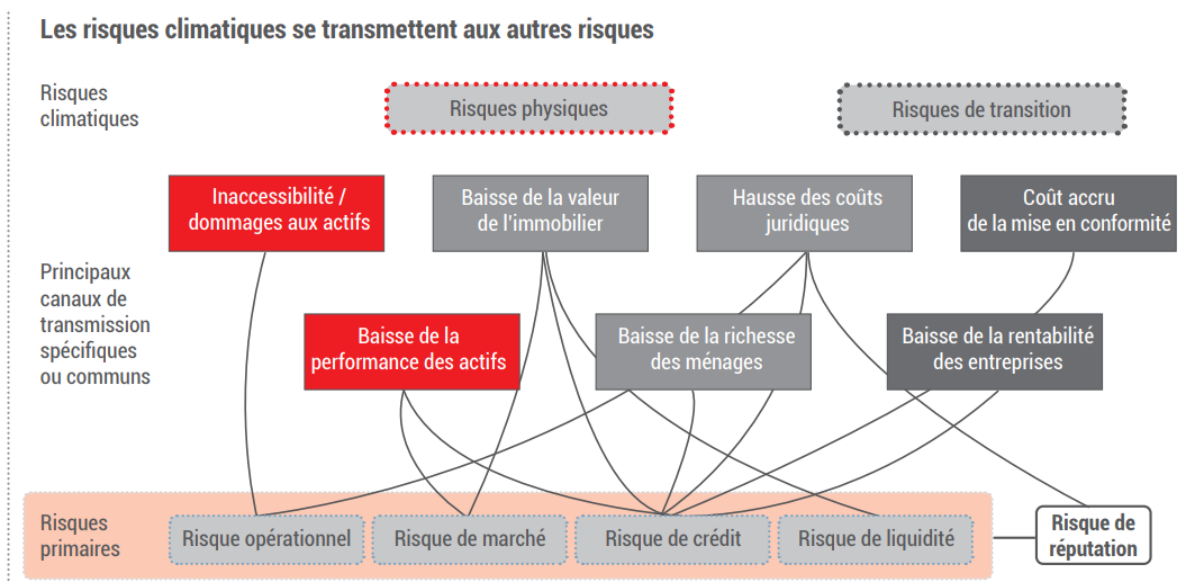 Les risques climatiques se transmettent aux autres risques
Risques
climatiques
Risques physiques
Risques de transition
Inaccessibilité /
dommages aux actifs
Baisse de la valeur
de l'immobilier
Hausse des coûts
juridiques
Coût accru
de la mise en conformité
Principaux
canaux de
transmission
spécifiques
ou communs
Baisse de la
performance des actifs
Baisse de la richesse
des ménages
Baisse de la rentabilité
des entreprises
Risques
primaires
Risque opérationnel
Risque de marché
Risque de crédit
Risque de liquidité
Risque de
réputation